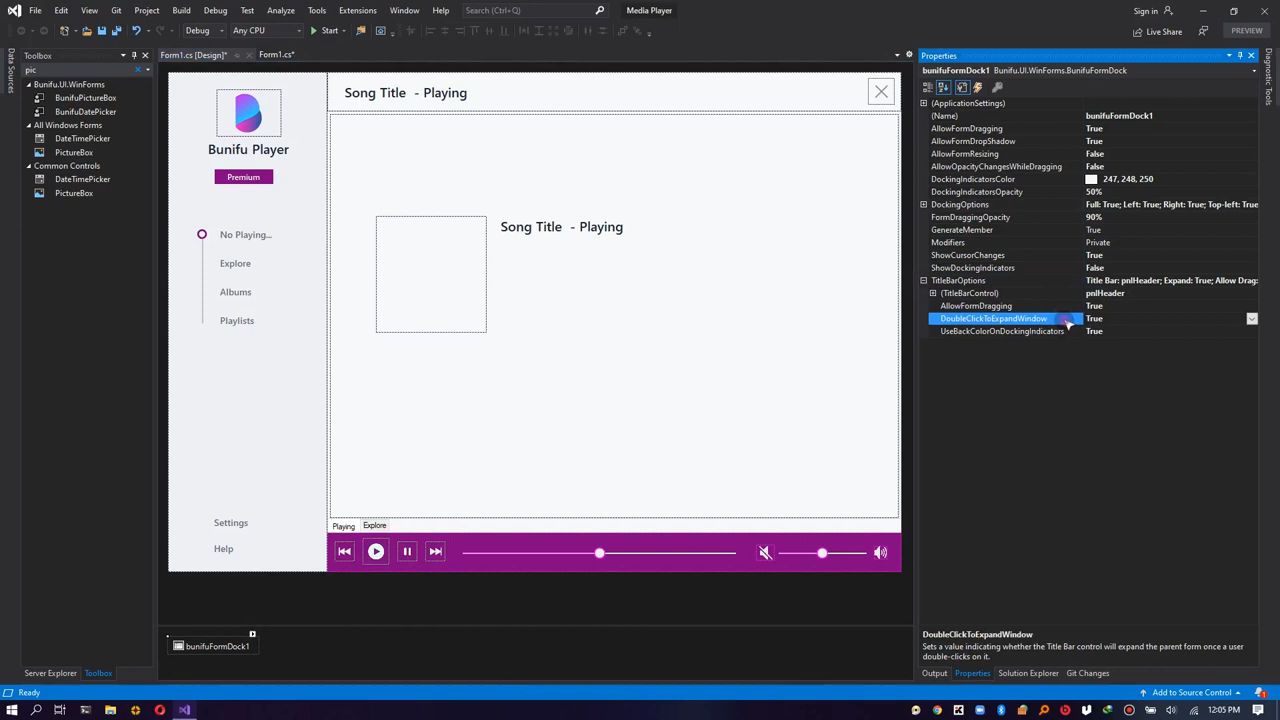 File Edit View Git Project Build Debug Test Analyze Tools Extensions Window Help Search (Ctrl+Q) Media Player Sign in
Debug Any CPU Start Live Share PREVIEW
Data Sources
Toolbox
pic
Bunifu.UI.WinForms
BunifuPictureBox
BunifuDatePicker
All Windows Forms
DateTimePicker
PictureBox
Common Controls
DateTimePicker
PictureBox
Server Explorer Toolbox
Form1.cs [Design]* Form1.cs*
Bunifu Player
Premium
No Playing...
Explore
Albums
Playlists
Settings
Help
Song Title - Playing
Song Title - Playing
Playing Explore
bunifuFormDock1
Properties
bunifuFormDock1 Bunifu.UI.WinForms.BunifuFormDock
(ApplicationSettings)
(Name) bunifuFormDock1
AllowFormDragging True
AllowFormDropShadow True
AllowFormResizing False
AllowOpacityChangesWhileDragging False
DockingIndicatorsColor 247, 248, 250
DockingIndicatorsOpacity 50%
DockingOptions Full: True; Left: True; Right: True; Top-left: True
FormDraggingOpacity 90%
GenerateMember True
Modifiers Private
ShowCursorChanges True
ShowDockingIndicators False
TitleBarOptions Title Bar: pnlHeader; Expand: True; Allow Drag:
(TitleBarControl) pnlHeader
AllowFormDragging True
DoubleClickToExpandWindow True
UseBackColorOnDockingIndicators True
DoubleClickToExpandWindow
Sets a value indicating whether the Title Bar control will expand the parent form once a user
double-clicks on it.
Output Properties Solution Explorer Git Changes
Diagnostic Tools
Ready Add to Source Control 1
12:05 PM